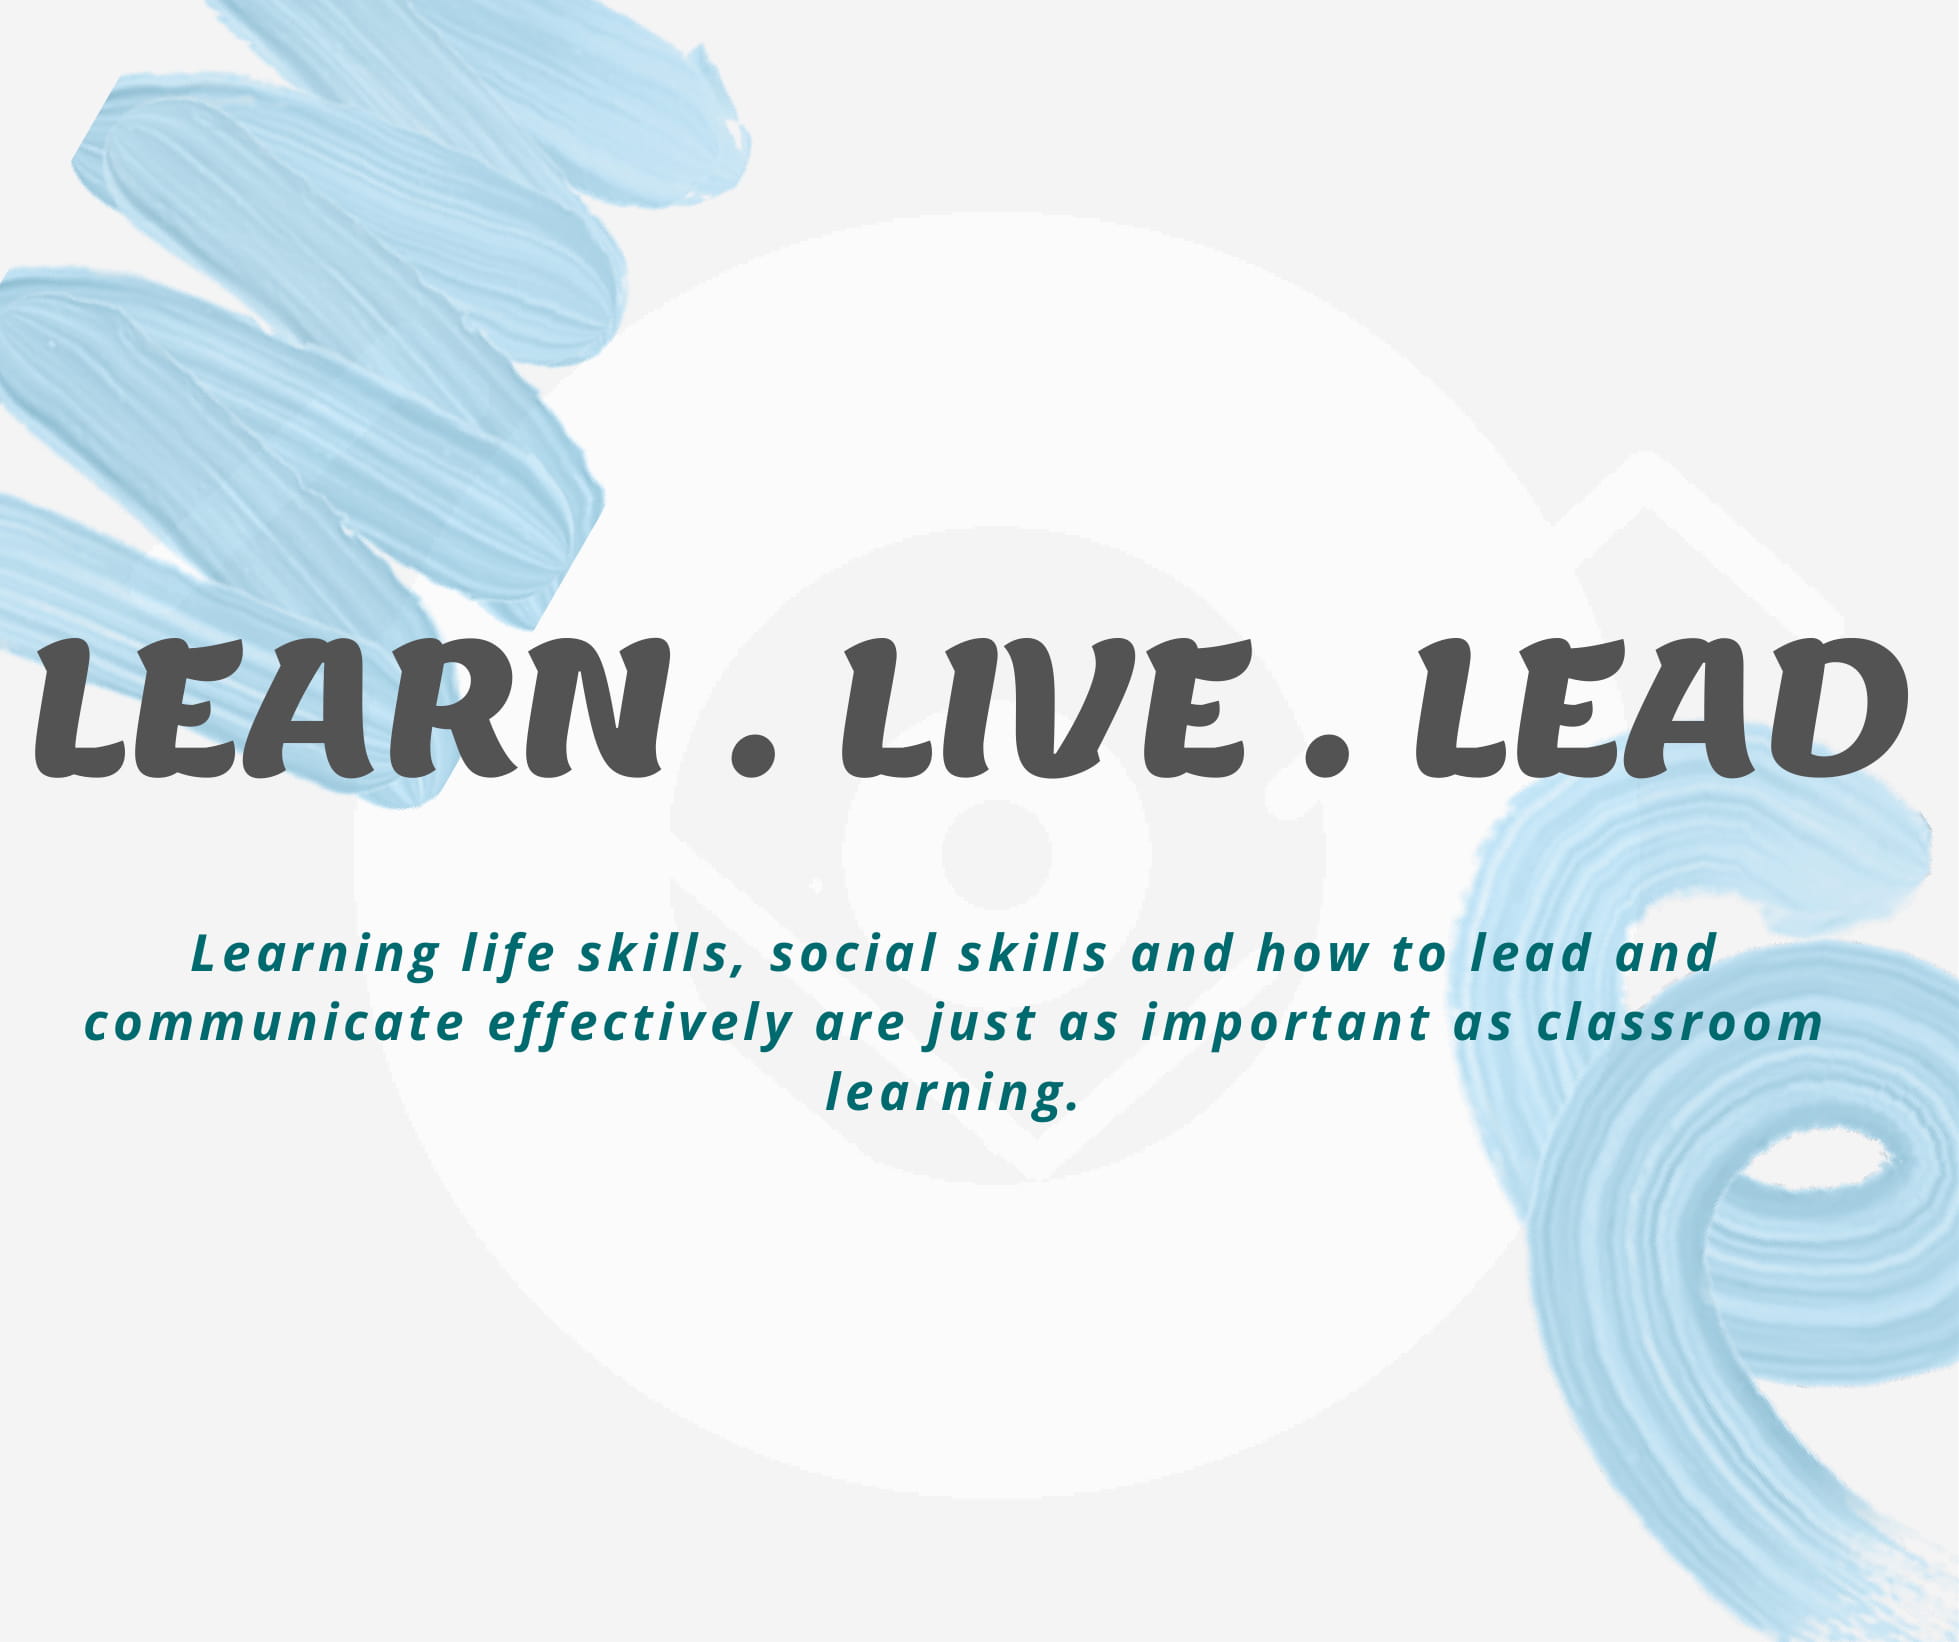 LEARN . LIVE . LEAD
Learning life skills, social skills and how to lead and
communicate effectively are just as important as classroom
learning.